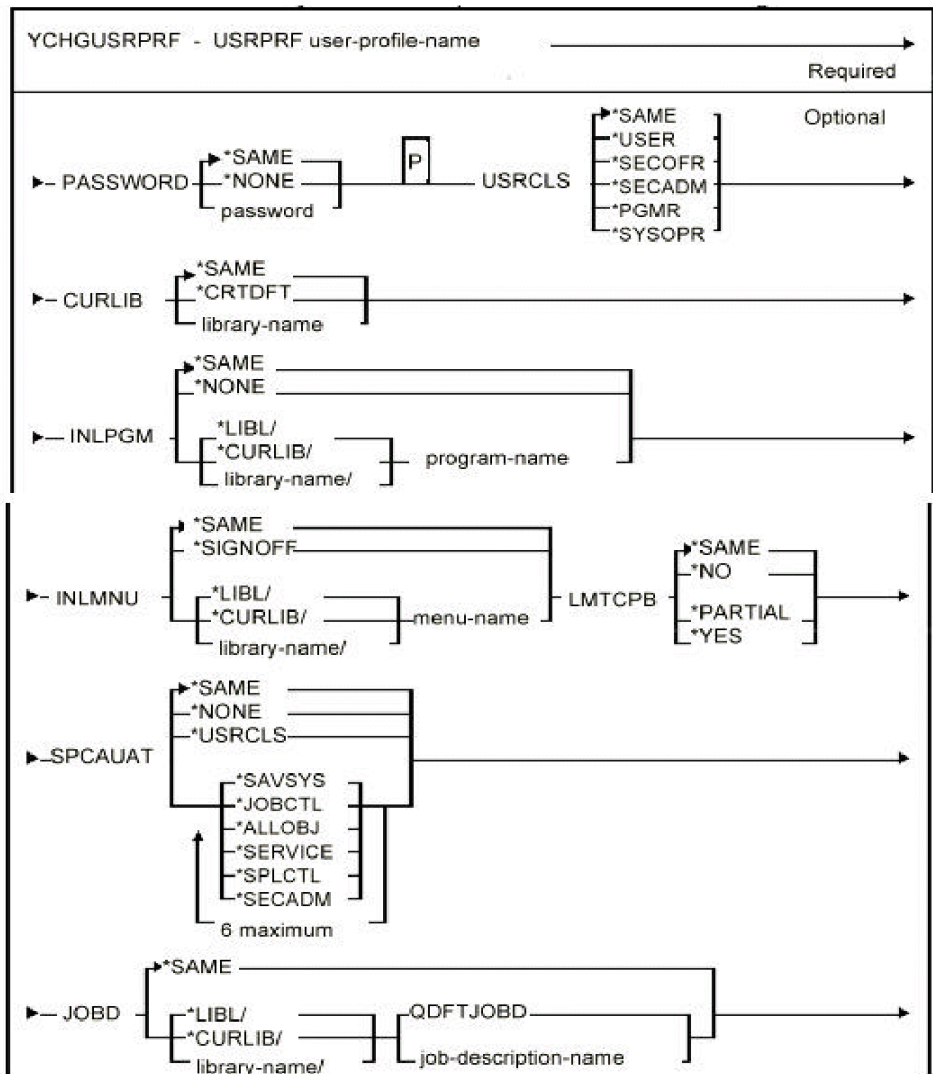 YCHGUSRPRF - USRPRF user-profile-name
Required
Optional
PASSWORD
*SAME
*NONE
password
P
USRCLS
*SAME
*USER
*SECOFR
*SECADM
*PGMR
*SYSOPR
CURLIB
*SAME
*CRTDFT
library-name
INLPGM
*SAME
*NONE
*LIBL/
*CURLIB/
library-name/
program-name
INLMNU
*SAME
*SIGNOFF
*LIBL/
*CURLIB/
library-name/
menu-name
LMTCPB
*SAME
*NO
*PARTIAL
*YES
SPCAUAT
*SAME
*NONE
*USRCLS
*SAVSYS
*JOBCTL
*ALLOBJ
*SERVICE
*SPLCTL
*SECADM
6 maximum
JOBD
*SAME
*LIBL/
*CURLIB/
library-name/
QDFTJOBD
job-description-name